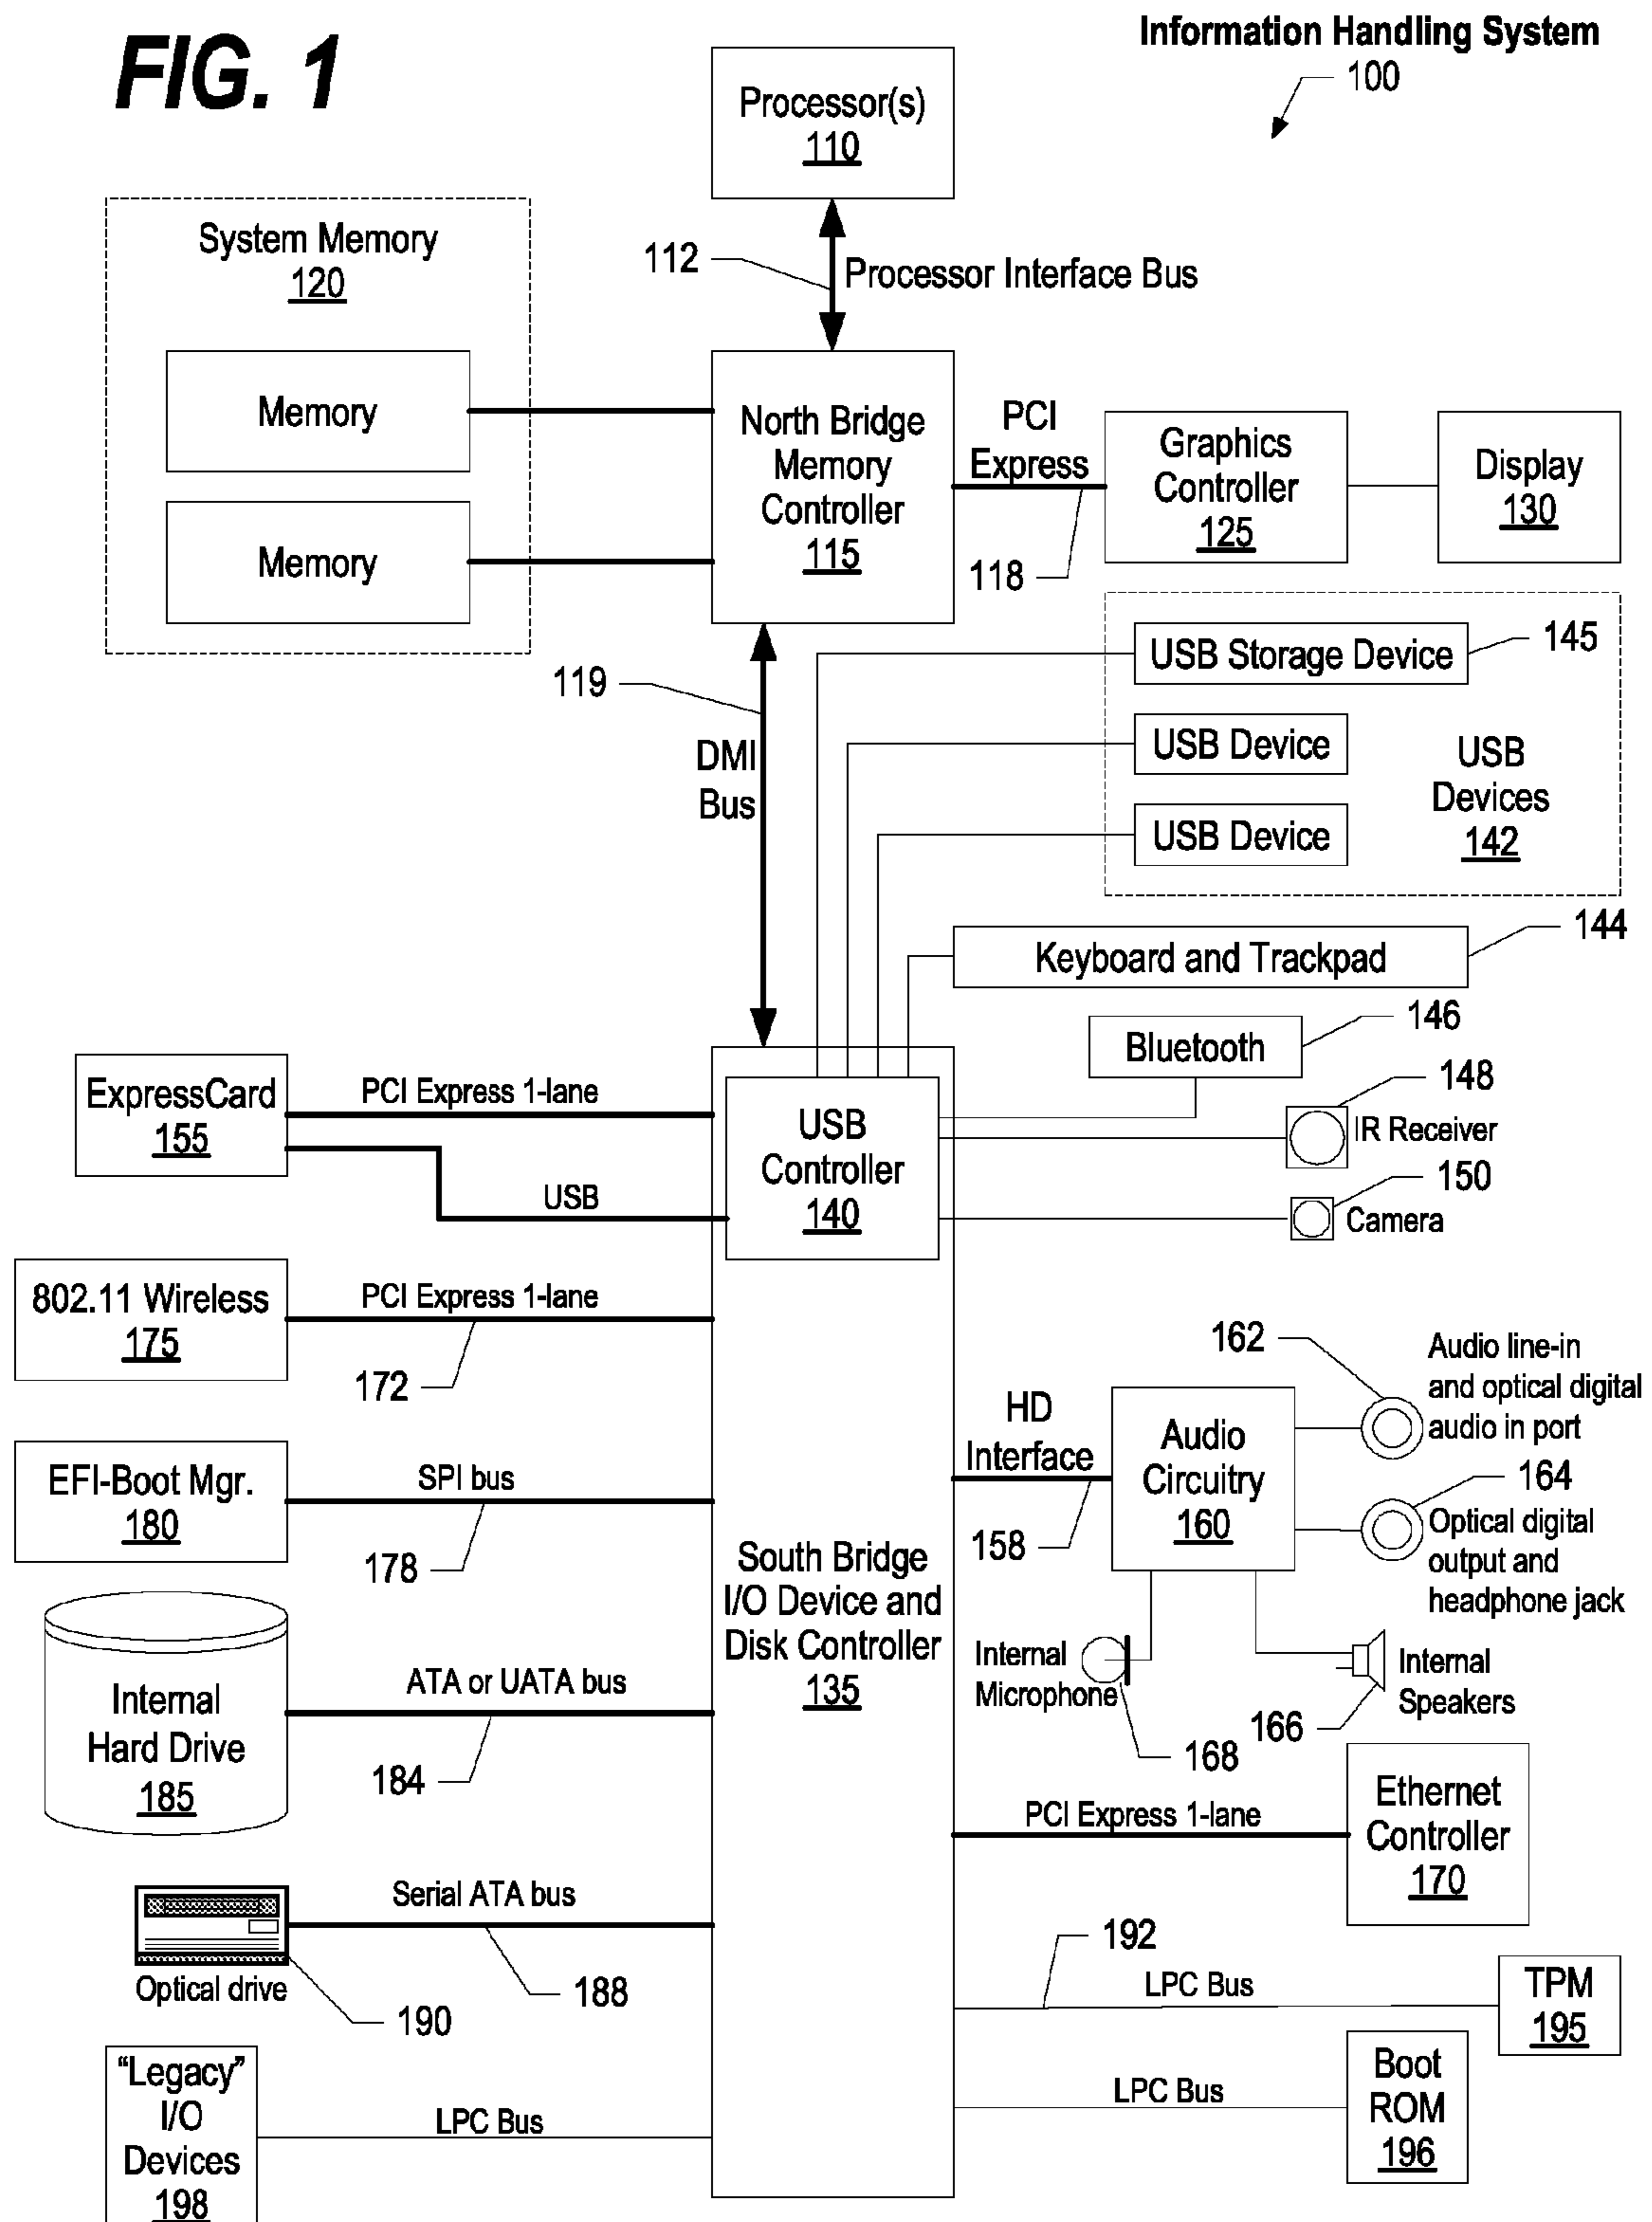 FIG. 1
Information Handling System
100
Processor(s)
110
System Memory
120
112
Processor Interface Bus
Memory
Memory
North Bridge
Memory
Controller
115
PCI
Express
118
Graphics
Controller
125
Display
130
119
DMI
Bus
USB Storage Device
145
USB Device
USB Device
USB
Devices
142
Keyboard and Trackpad
144
Bluetooth
146
148
IR Receiver
150
Camera
ExpressCard
155
PCI Express 1-lane
USB
USB
Controller
140
802.11 Wireless
175
PCI Express 1-lane
172
162
Audio line-in
and optical digital
audio in port
HD
Interface
158
Audio
Circuitry
160
164
Optical digital
output and
headphone jack
EFI-Boot Mgr.
180
SPI bus
178
South Bridge
I/O Device and
Disk Controller
135
Internal
Microphone
168
Internal
Speakers
166
Internal
Hard Drive
185
ATA or UATA bus
184
PCI Express 1-lane
Ethernet
Controller
170
Serial ATA bus
188
Optical drive
190
192
LPC Bus
TPM
195
"Legacy"
I/O
Devices
198
LPC Bus
LPC Bus
Boot
ROM
196